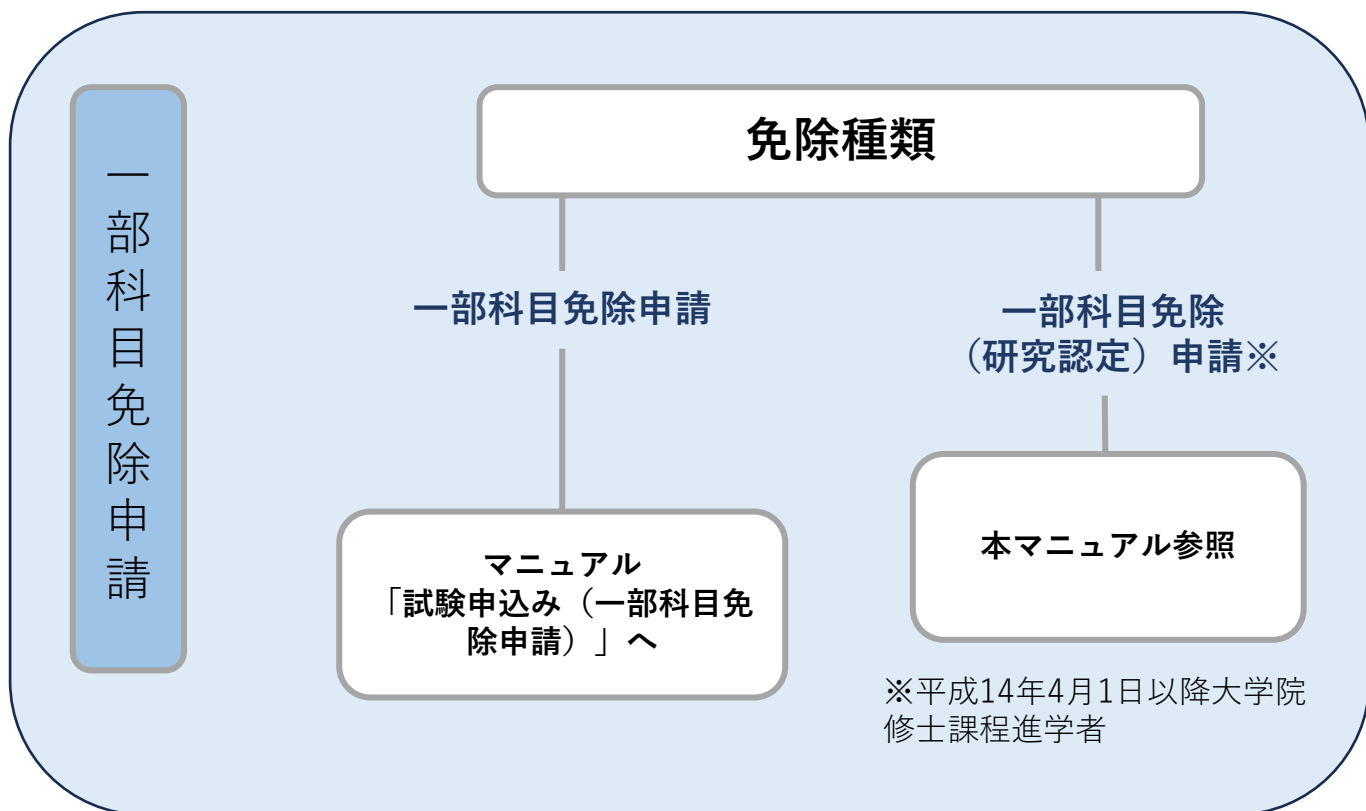 一部科目免除申請
免除種類
一部科目免除申請
一部科目免除
（研究認定）申請※
マニュアル
「試験申込み（一部科目免
除申請）」へ
本マニュアル参照
※平成14年4月1日以降大学院
修士課程進学者